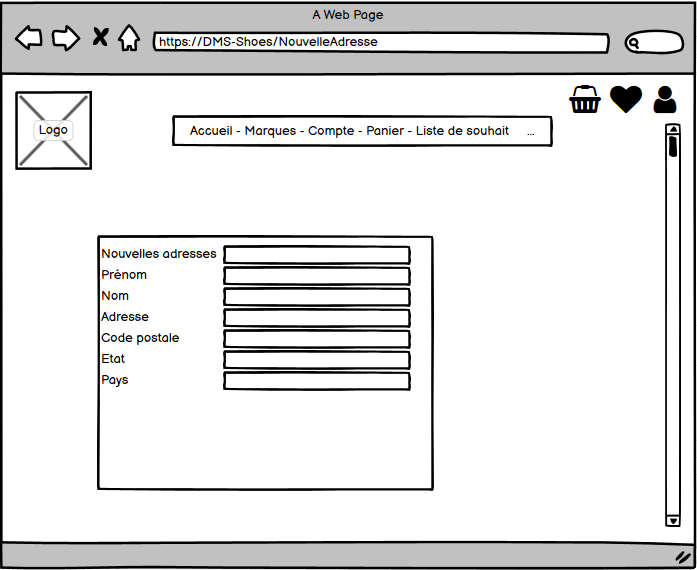 A Web Page
https://DMS-Shoes/NouvelleAdresse
Logo
Accueil - Marques - Compte - Panier - Liste de souhait ...
Nouvelles adresses
Prénom
Nom
Adresse
Code postale
Etat
Pays